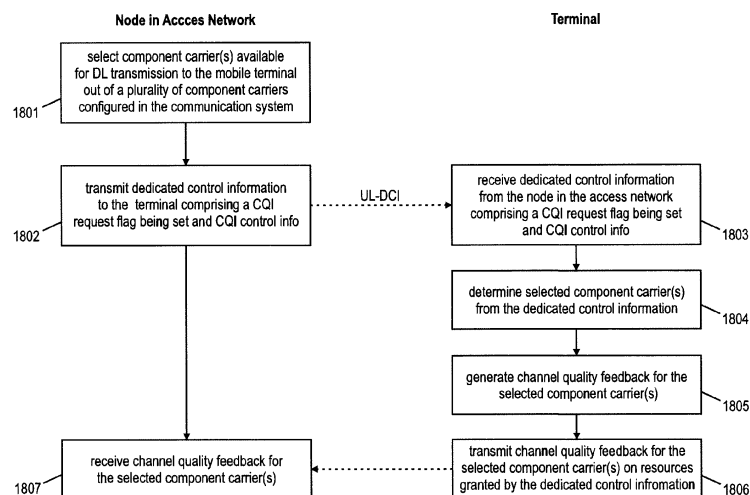 Node in Accces Network
Terminal
select component carrier(s) available
for DL transmission to the mobile terminal
out of a plurality of component carriers
configured in the communication system
1801
transmit dedicated control information
to the terminal comprising a CQI
request flag being set and CQI control info
1802
UL-DCI
receive dedicated control information
from the node in the access network
comprising a CQI request flag being set
and CQI control info
1803
determine selected component carrier(s)
from the dedicated control information
1804
generate channel quality feedback for the
selected component carrier(s)
1805
transmit channel quality feedback for the
selected component carrier(s) on resources
granted by the dedicated control infromation
1806
receive channel quality feedback for
the selected component carrier(s)
1807